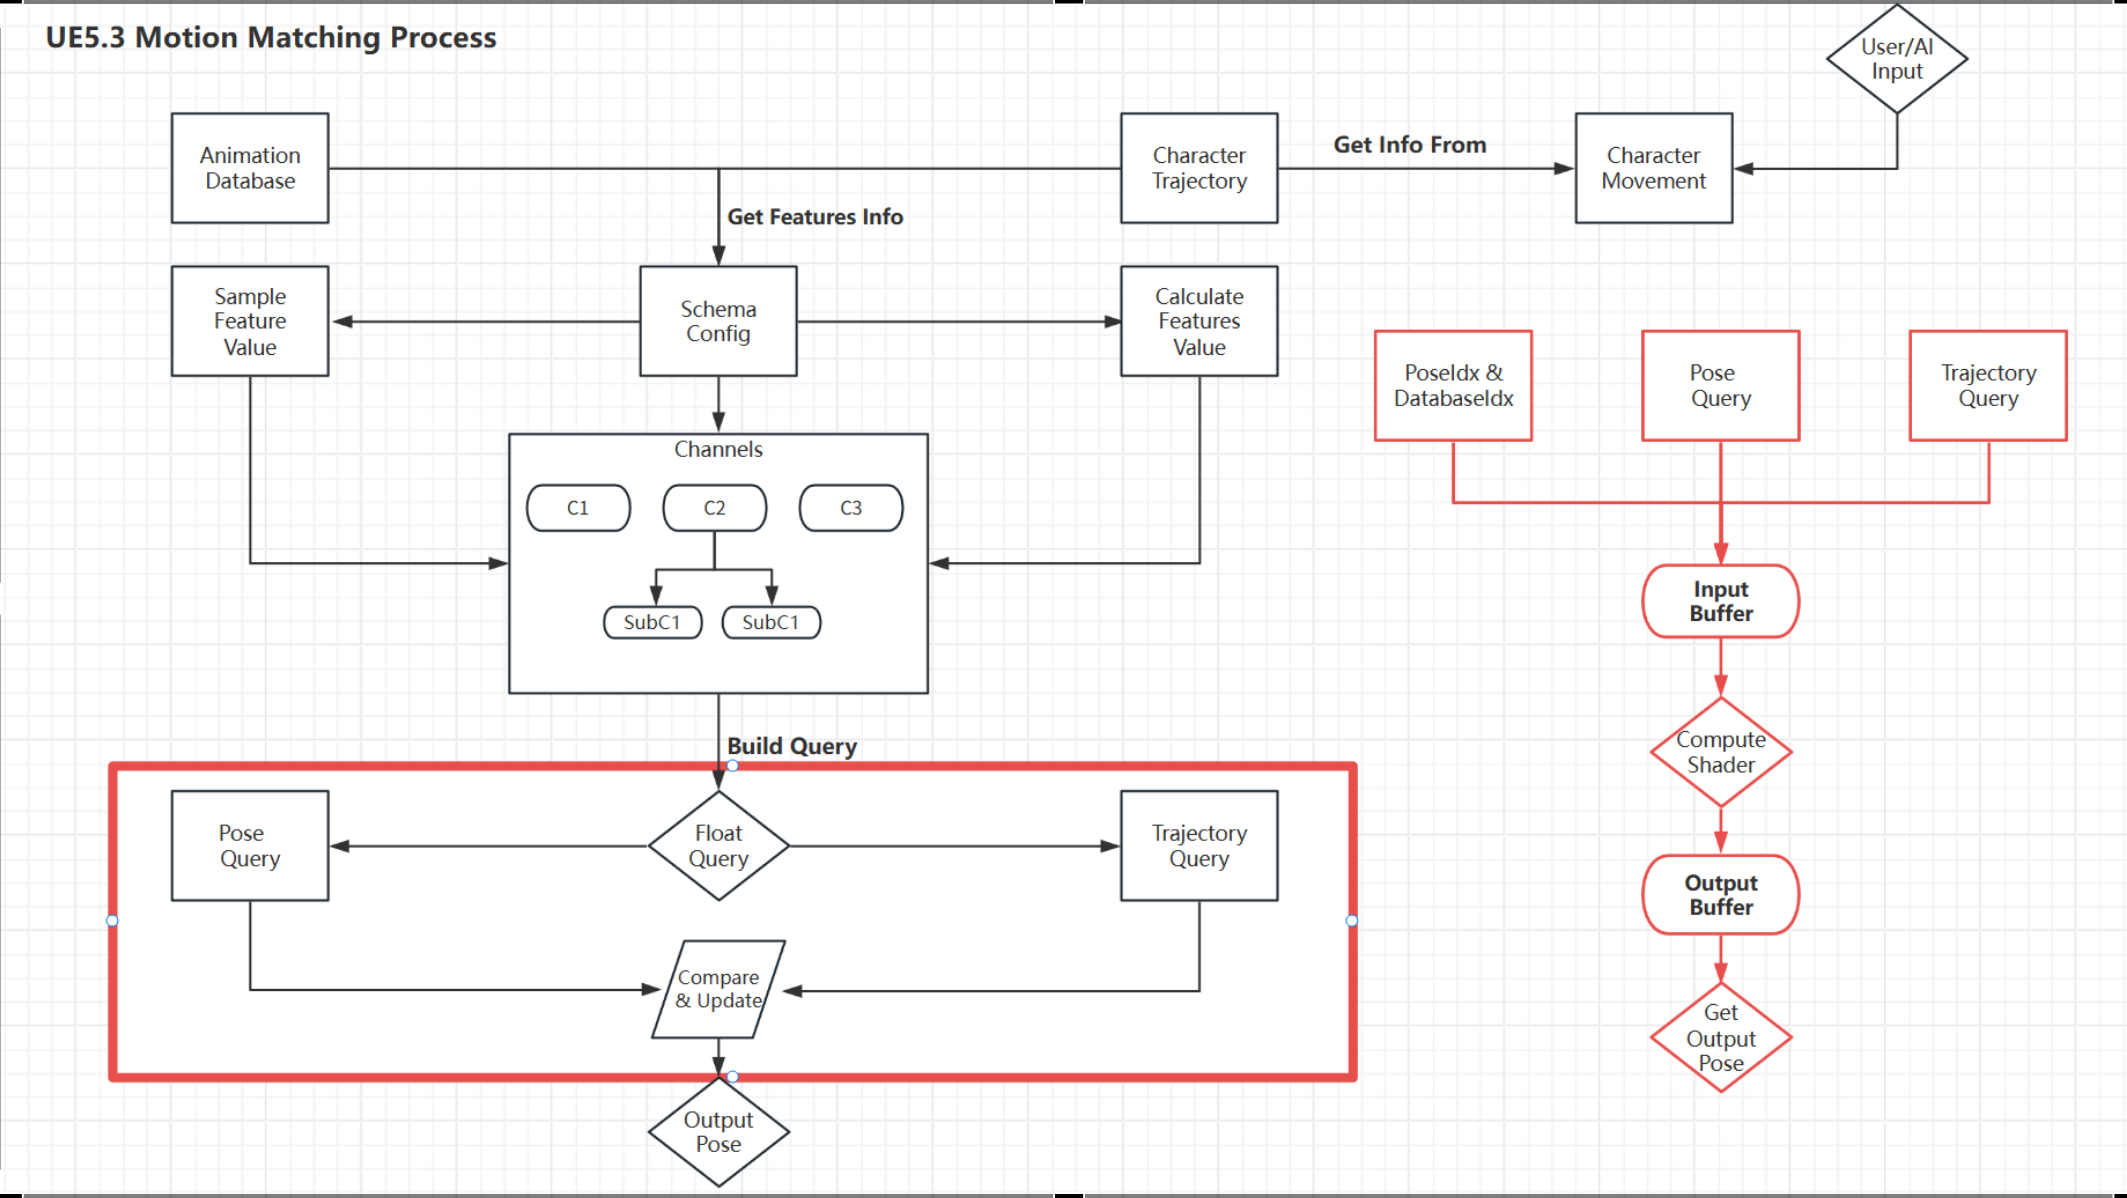 UE5.3 Motion Matching Process
User/AI
Input
Animation
Database
Character
Trajectory
Get Info From
Character
Movement
Get Features Info
Sample
Feature
Value
Schema
Config
Calculate
Features
Value
PoseIdx &
DatabaseIdx
Pose
Query
Trajectory
Query
Channels
C1
C2
C3
SubC1
SubC1
Input
Buffer
Build Query
Compute
Shader
Pose
Query
Float
Query
Trajectory
Query
Output
Buffer
Compare
& Update
Get
Output
Pose
Output
Pose